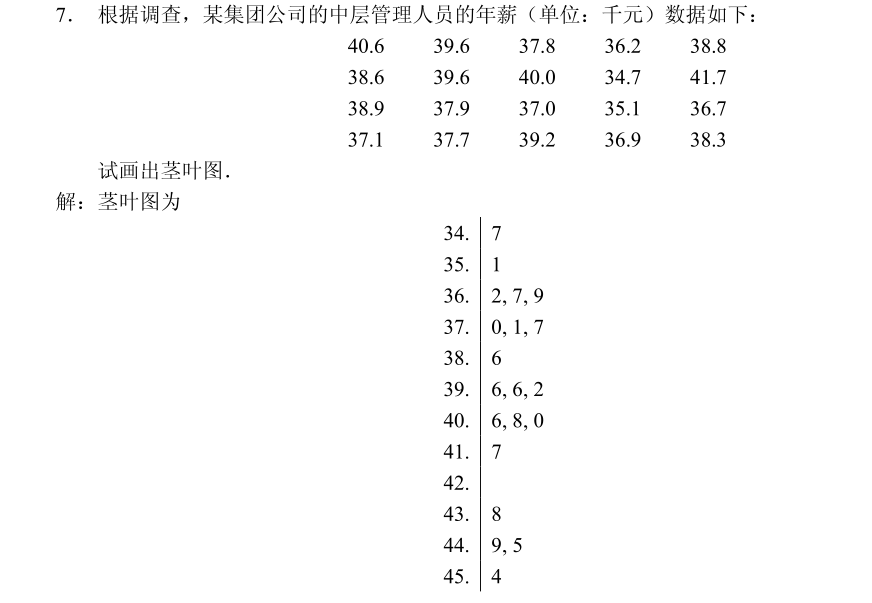 7. 根据调查，某集团公司的中层管理人员的年薪（单位：千元）数据如下：
40.6 39.6 37.8 36.2 38.8
38.6 39.6 40.0 34.7 41.7
38.9 37.9 37.0 35.1 36.7
37.1 37.7 39.2 36.9 38.3
试画出茎叶图．
解：茎叶图为
34. 7
35. 1
36. 2, 7, 9
37. 0, 1, 7
38. 6
39. 6, 6, 2
40. 6, 8, 0
41. 7
42.
43. 8
44. 9, 5
45. 4